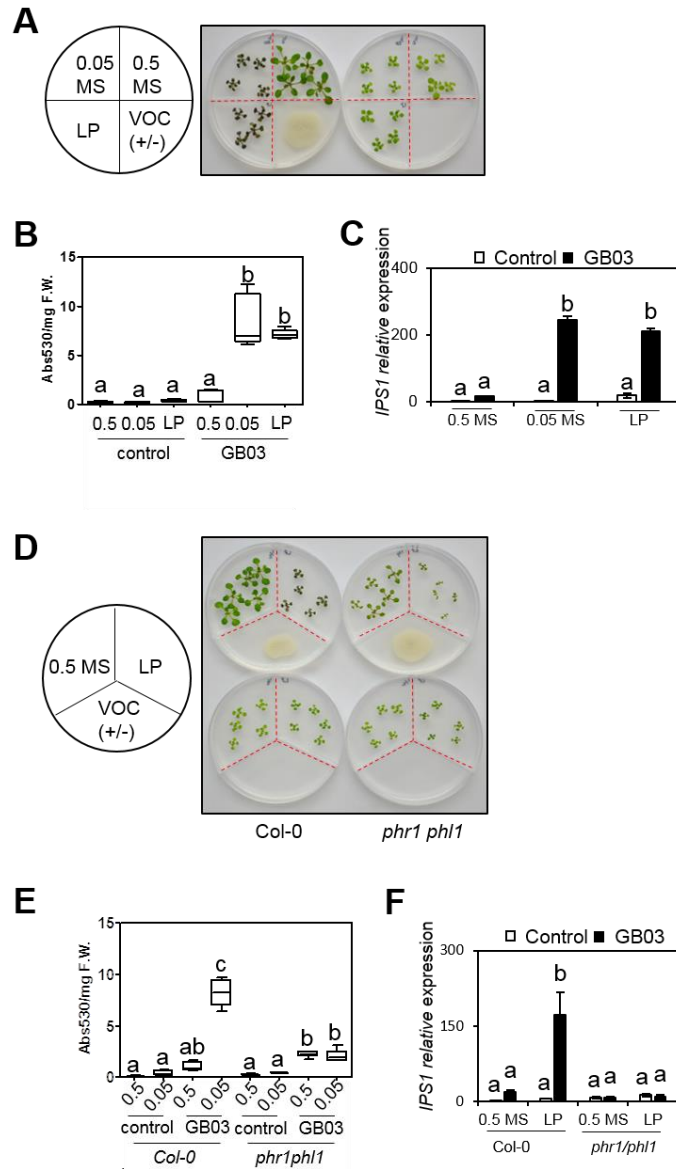 A
0.05 MS
0.5 MS
LP
VOC (+/-)
B
Abs530/mg F.W.
15
10
5
0
a a a a b b
0.5 0.05 LP 0.5 0.05 LP
control GB03
C
Control GB03
IPS1 relative expression
400
200
0
a a a b a b
0.5 MS 0.05 MS LP
D
0.5 MS LP
VOC
(+/-)
Col-0 phr1 phl1
E
Abs530/mg F.W.
15
10
5
0
a a ab c a a b b
0.5 0.05 0.5 0.05 0.5 0.05 0.5 0.05
control GB03 control GB03
Col-0 phr1phl1
F
Control GB03
IPS1 relative expression
300
150
0
a a a b a a a a
0.5 MS LP 0.5 MS LP
Col-0 phr1/phl1